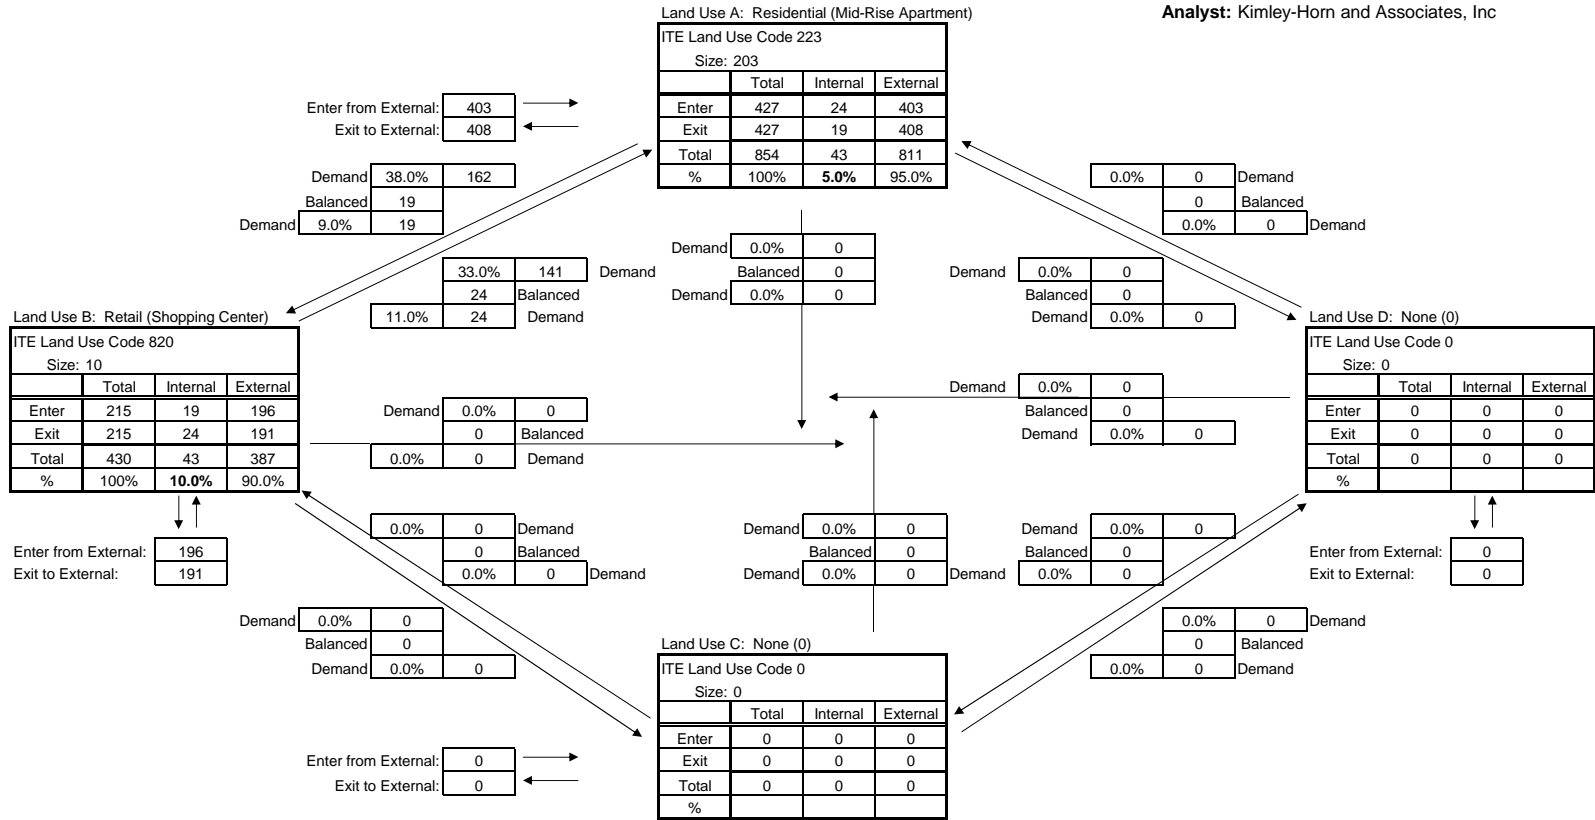 Land Use A: Residential (Mid-Rise Apartment)
Analyst: Kimley-Horn and Associates, Inc
ITE Land Use Code 223
Size: 203
Total Internal External
Enter from External: 403
Enter 427 24 403
Exit to External: 408
Exit 427 19 408
Total 854 43 811
% 100% 5.0% 95.0%
Demand 38.0% 162
Balanced 19
Demand 9.0% 19
0.0% 0 Demand
0 Balanced
0.0% 0 Demand
Demand 0.0% 0
Balanced 0
Demand 0.0% 0
33.0% 141 Demand
24 Balanced
11.0% 24 Demand
Demand 0.0% 0
Balanced 0
Demand 0.0% 0
Land Use B: Retail (Shopping Center)
ITE Land Use Code 820
Size: 10
Total Internal External
Enter 215 19 196
Exit 215 24 191
Total 430 43 387
% 100% 10.0% 90.0%
Demand 0.0% 0
0 Balanced
0.0% 0 Demand
Demand 0.0% 0
Balanced 0
Demand 0.0% 0
Land Use D: None (0)
ITE Land Use Code 0
Size: 0
Total Internal External
Enter 0 0 0
Exit 0 0 0
Total 0 0 0
%
Enter from External: 196
Exit to External: 191
0.0% 0 Demand
0 Balanced
0.0% 0 Demand
Demand 0.0% 0
Balanced 0
Demand 0.0% 0 Demand
Demand 0.0% 0
Balanced 0
0.0% 0
Enter from External: 0
Exit to External: 0
Demand 0.0% 0
Balanced 0
Demand 0.0% 0
0.0% 0 Demand
0 Balanced
0.0% 0 Demand
Land Use C: None (0)
ITE Land Use Code 0
Size: 0
Total Internal External
Enter 0 0 0
Exit 0 0 0
Total 0 0 0
%
Enter from External: 0
Exit to External: 0